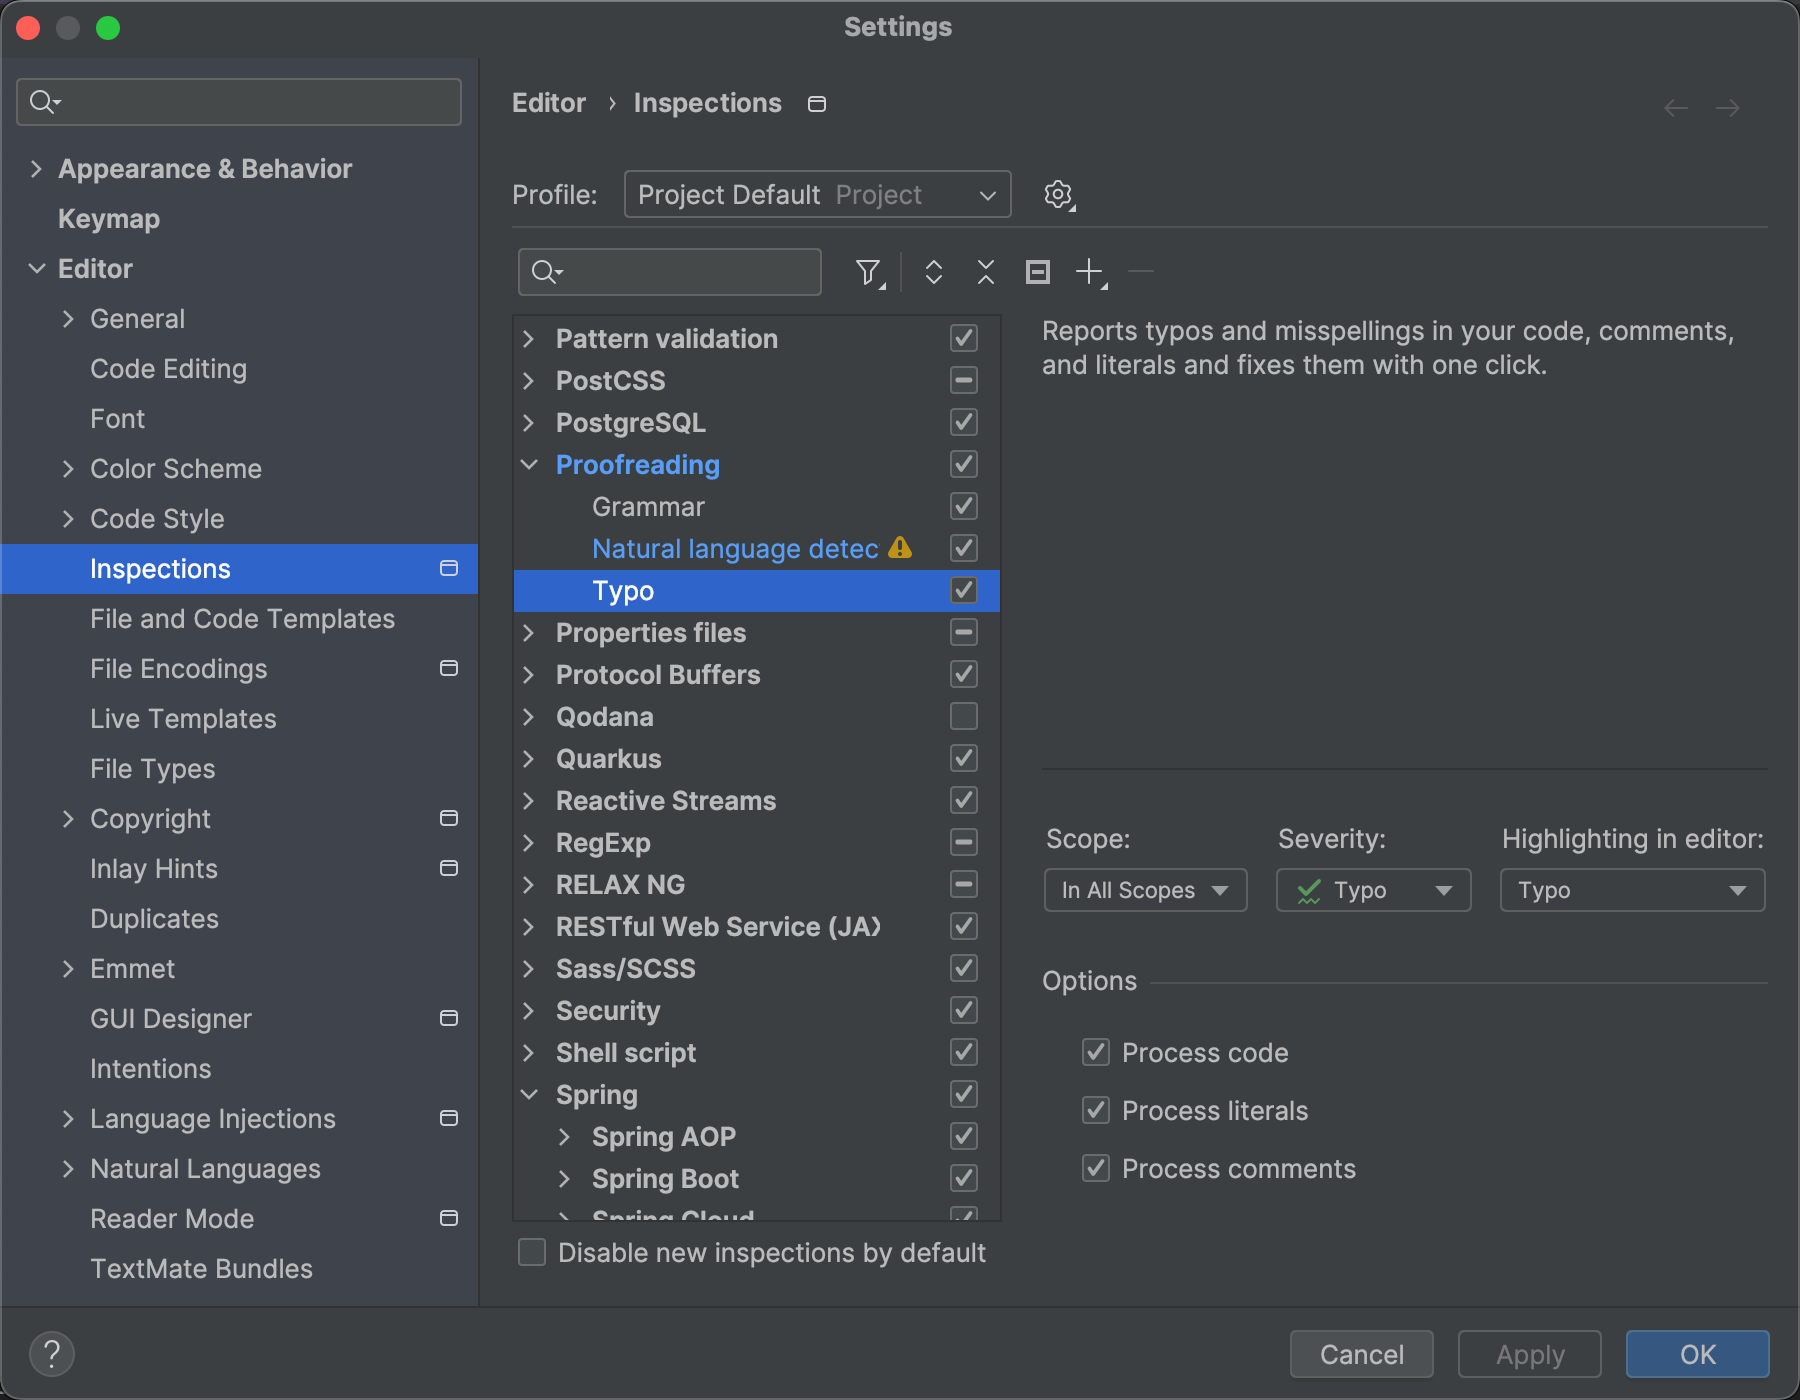 Settings
Appearance & Behavior
Keymap
Editor
General
Code Editing
Font
Color Scheme
Code Style
Inspections
File and Code Templates
File Encodings
Live Templates
File Types
Copyright
Inlay Hints
Duplicates
Emmet
GUI Designer
Intentions
Language Injections
Natural Languages
Reader Mode
TextMate Bundles
Editor › Inspections
Profile: Project Default Project
Pattern validation
PostCSS
PostgreSQL
Proofreading
Grammar
Natural language detec
Typo
Properties files
Protocol Buffers
Qodana
Quarkus
Reactive Streams
RegExp
RELAX NG
RESTful Web Service (JAX
Sass/SCSS
Security
Shell script
Spring
Spring AOP
Spring Boot
Spring Cloud
Disable new inspections by default
Reports typos and misspellings in your code, comments,
and literals and fixes them with one click.
Scope: Severity: Highlighting in editor:
In All Scopes Typo Typo
Options
Process code
Process literals
Process comments
? Cancel Apply OK